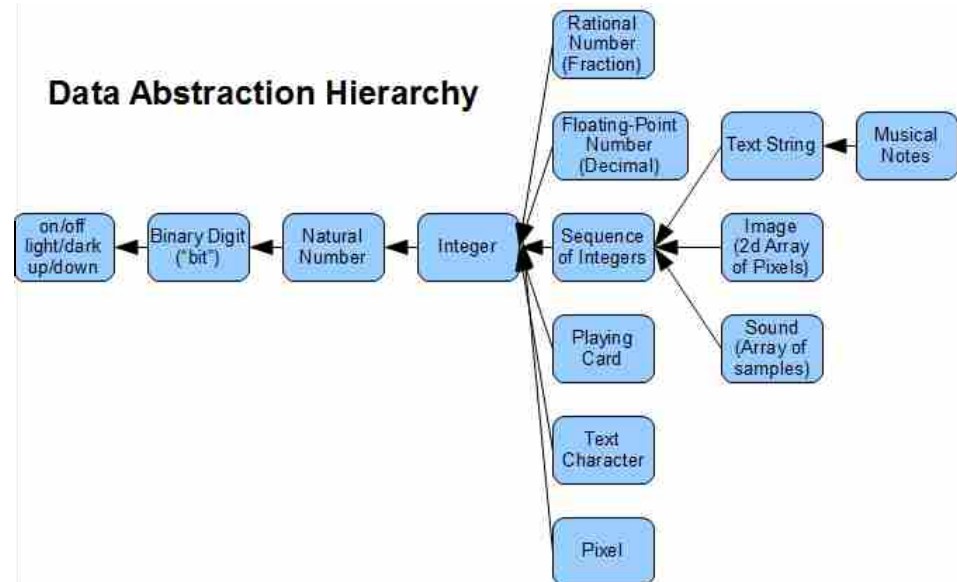 Data Abstraction Hierarchy
Rational
Number
(Fraction)
Floating-Point
Number
(Decimal)
Text String
Musical
Notes
on/off
light/dark
up/down
Binary Digit
("bit")
Natural
Number
Integer
Sequence
of Integers
Image
(2d Array
of Pixels)
Playing
Card
Sound
(Array of
samples)
Text
Character
Pixel